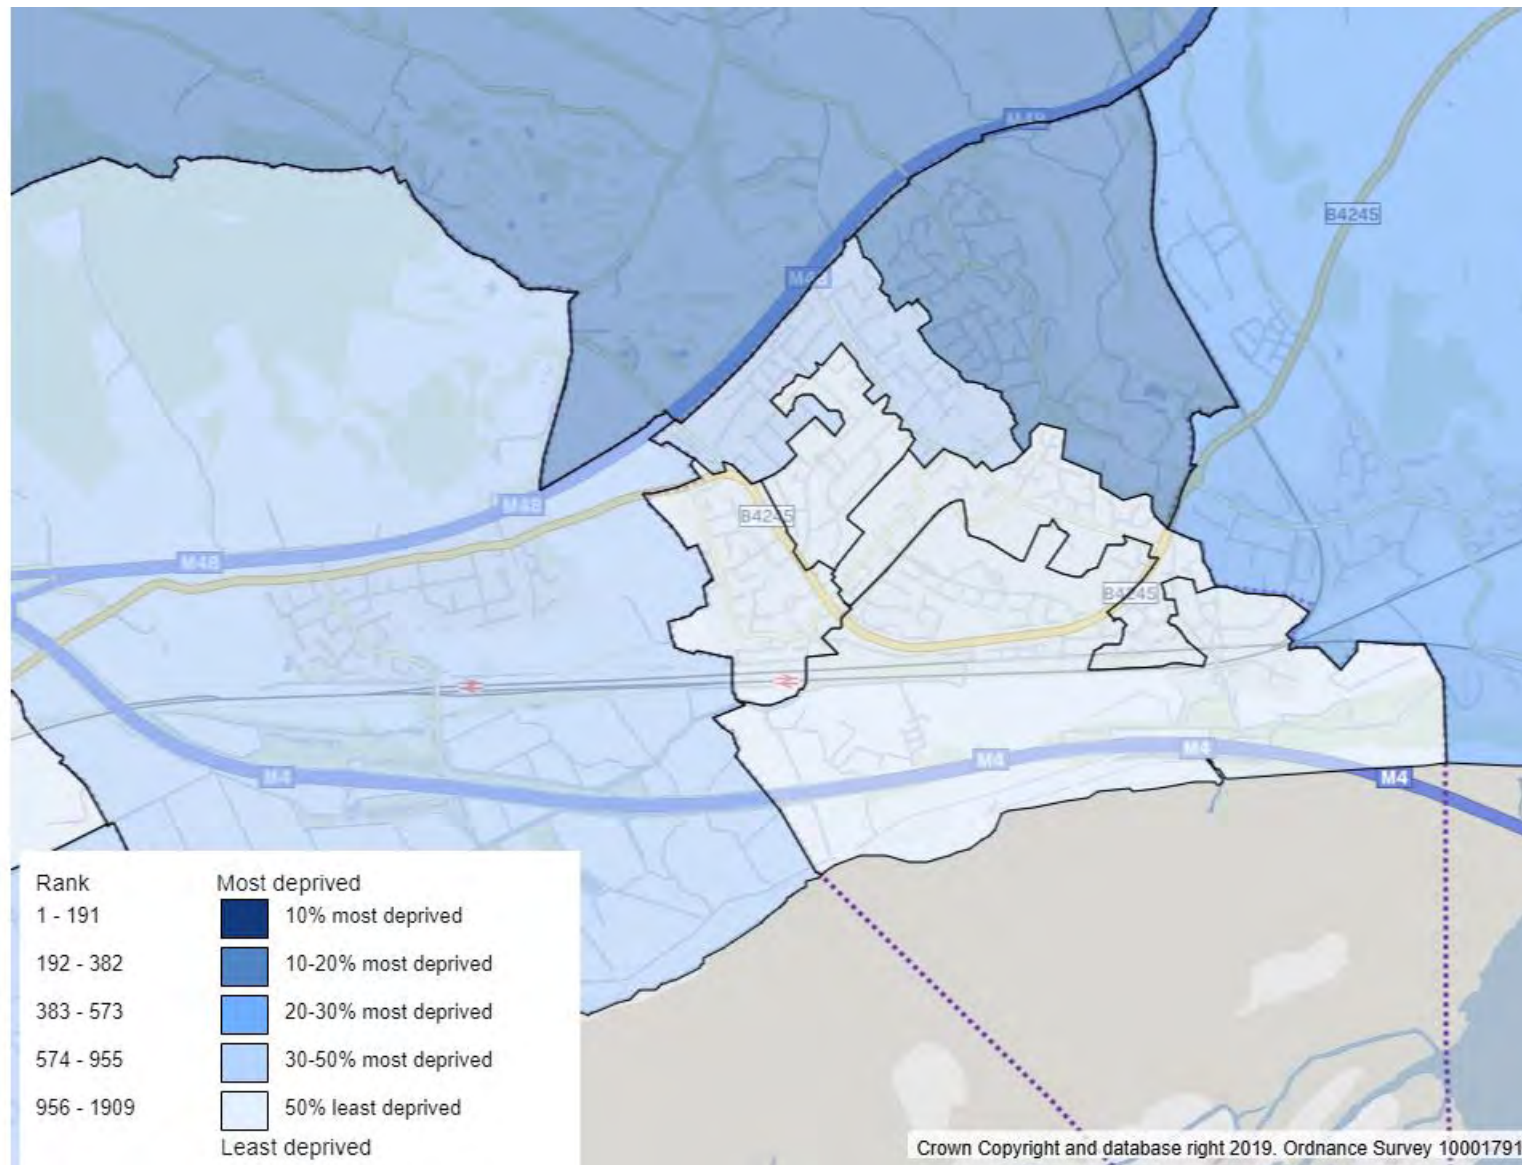 M48
B4245
M48
M48
B4245
M48
B4245
M4
M4
M4
M4
Rank Most deprived
1 - 191 10% most deprived
192 - 382 10-20% most deprived
383 - 573 20-30% most deprived
574 - 955 30-50% most deprived
956 - 1909 50% least deprived
Least deprived
Crown Copyright and database right 2019. Ordnance Survey 10001791